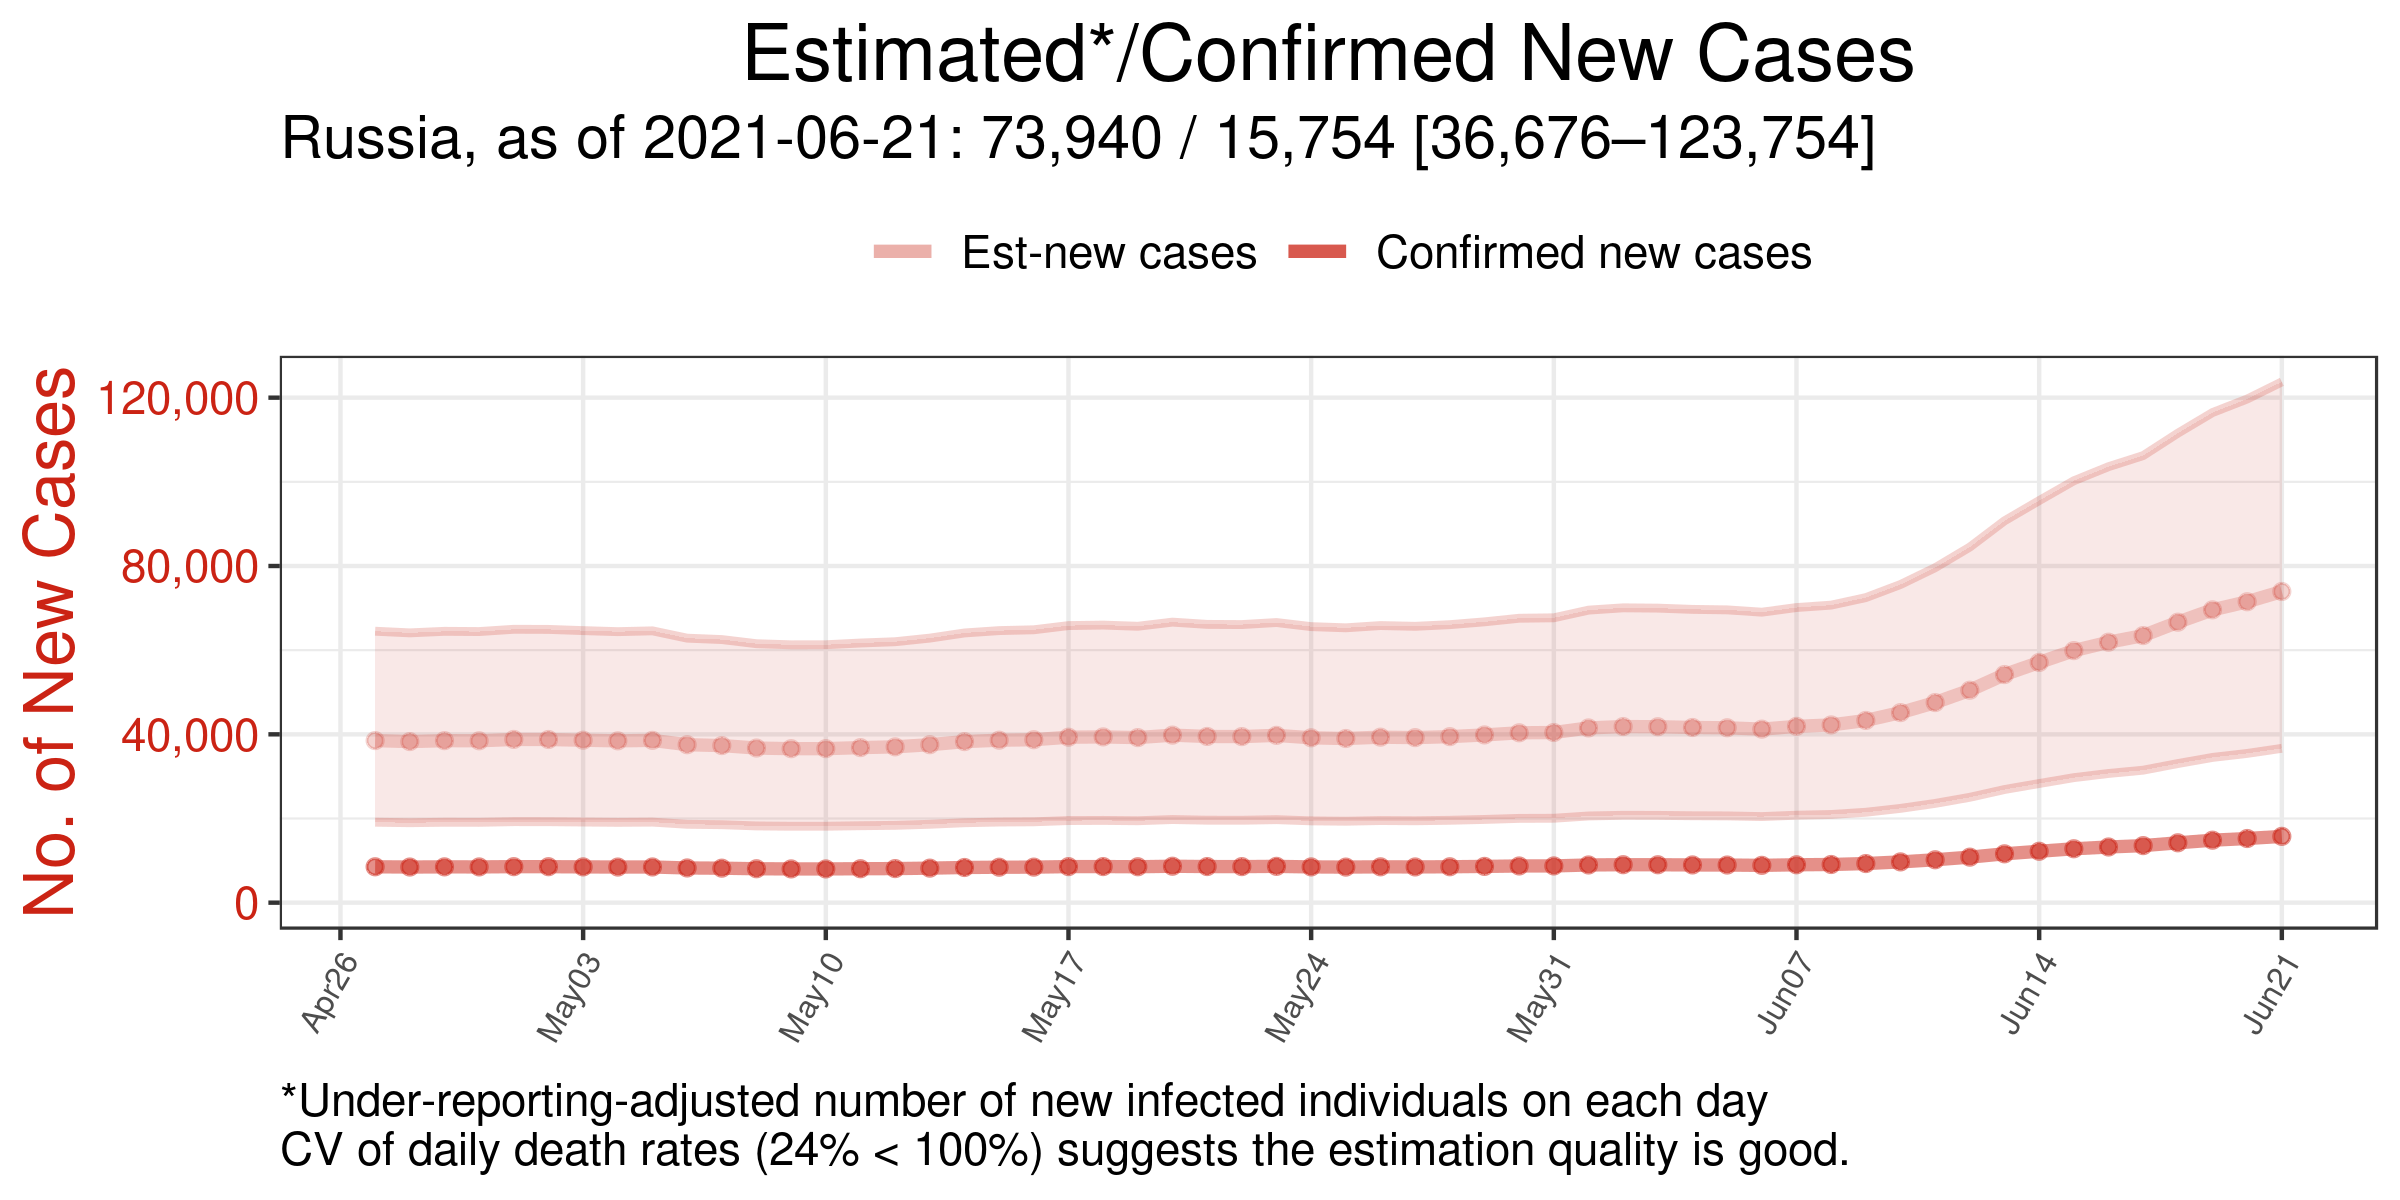 Estimated*/Confirmed New Cases
Russia, as of 2021-06-21: 73,940 / 15,754 [36,676–123,754]
Est-new cases Confirmed new cases
No. of New Cases
120,000
80,000
40,000
0
Apr26 May03 May10 May17 May24 May31 Jun07 Jun14 Jun21
*Under-reporting-adjusted number of new infected individuals on each day
CV of daily death rates (24% < 100%) suggests the estimation quality is good.